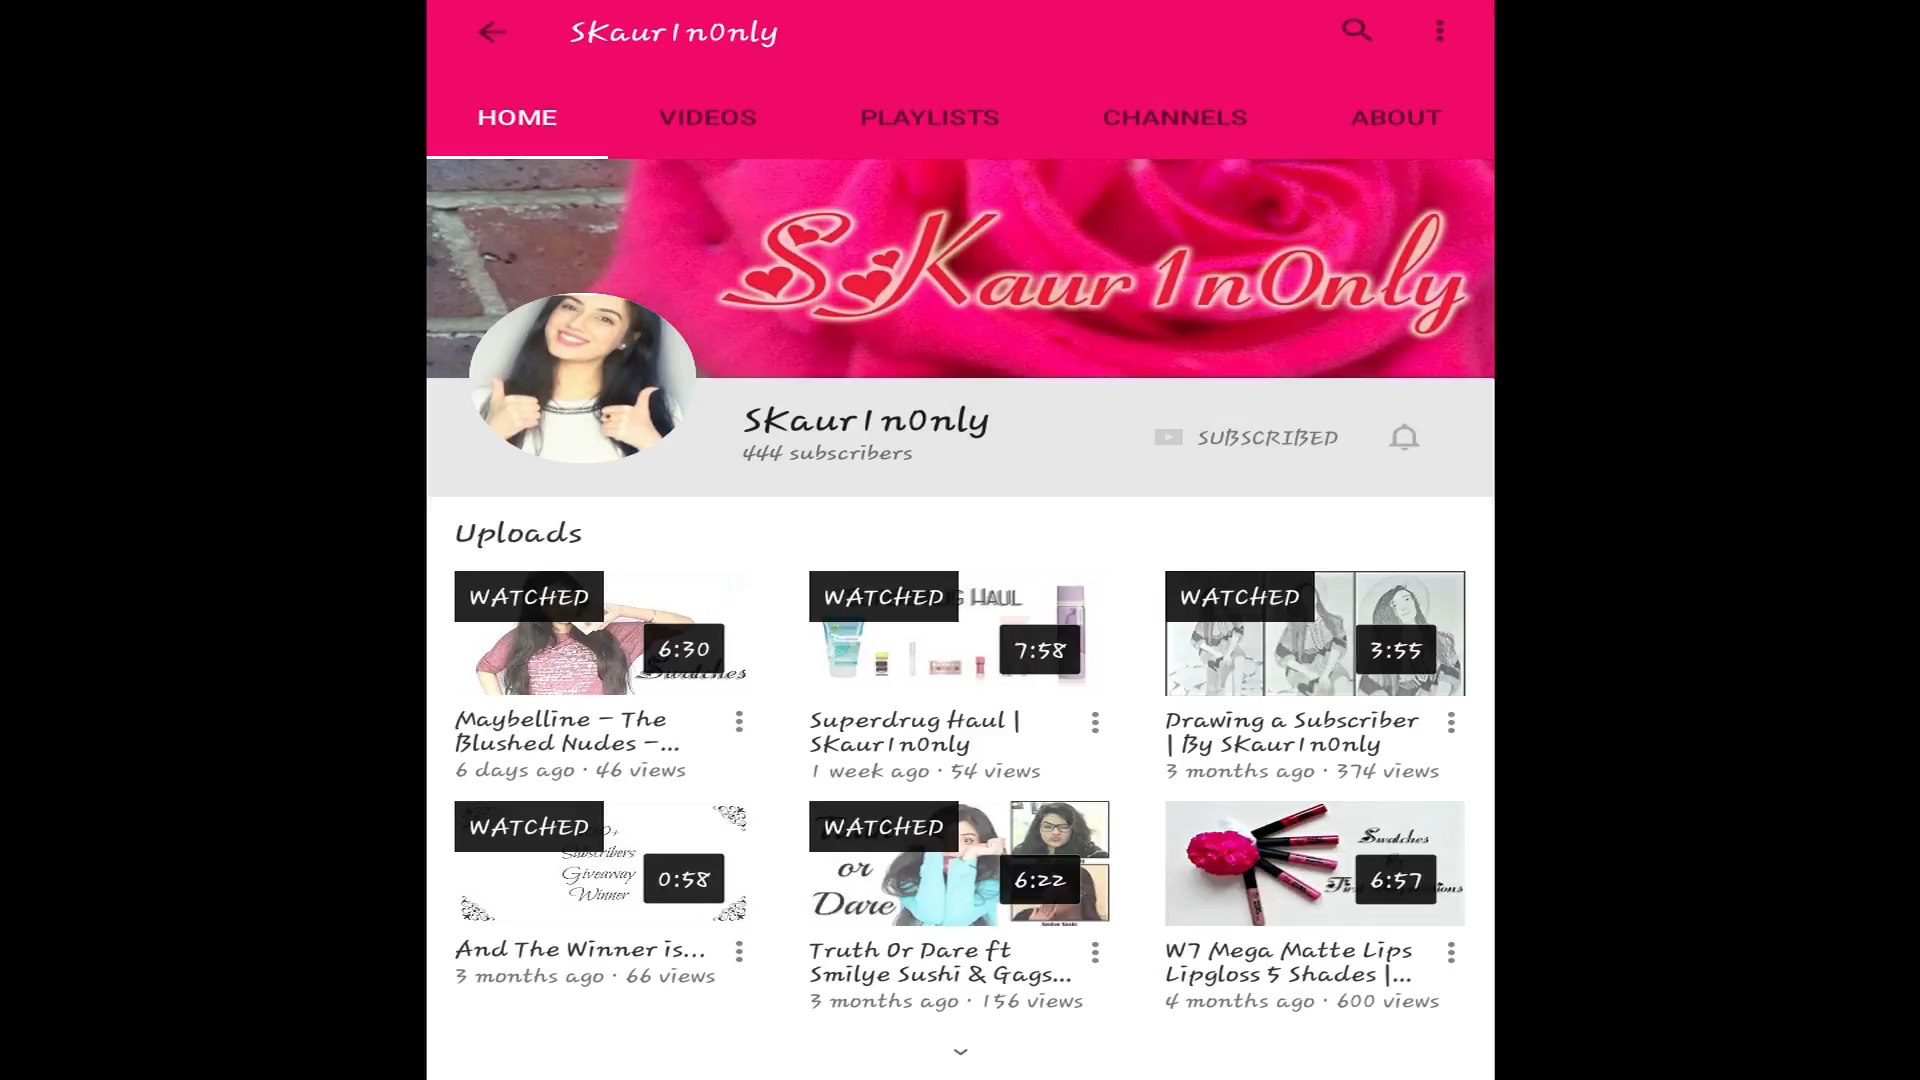 SKaur1nOnly
HOME VIDEOS PLAYLISTS CHANNELS ABOUT
SKaur1nOnly
SKaur1nOnly
444 subscribers
SUBSCRIBED
Uploads
WATCHED
6:30
Swatches
Maybelline – The
Blushed Nudes –...
6 days ago · 46 views
WATCHED
HAUL
7:58
Superdrug Haul |
SKaur1nOnly
1 week ago · 54 views
WATCHED
3:55
Drawing a Subscriber
| By SKaur1nOnly
3 months ago · 374 views
WATCHED
Subscribers
Giveaway
Winner
0:58
And The Winner is...
3 months ago · 66 views
WATCHED
or
Dare
6:22
Truth Or Dare ft
Smilye Sushi & Gags...
3 months ago · 156 views
Swatches
6:57
W7 Mega Matte Lips
Lipgloss 5 Shades |...
4 months ago · 600 views